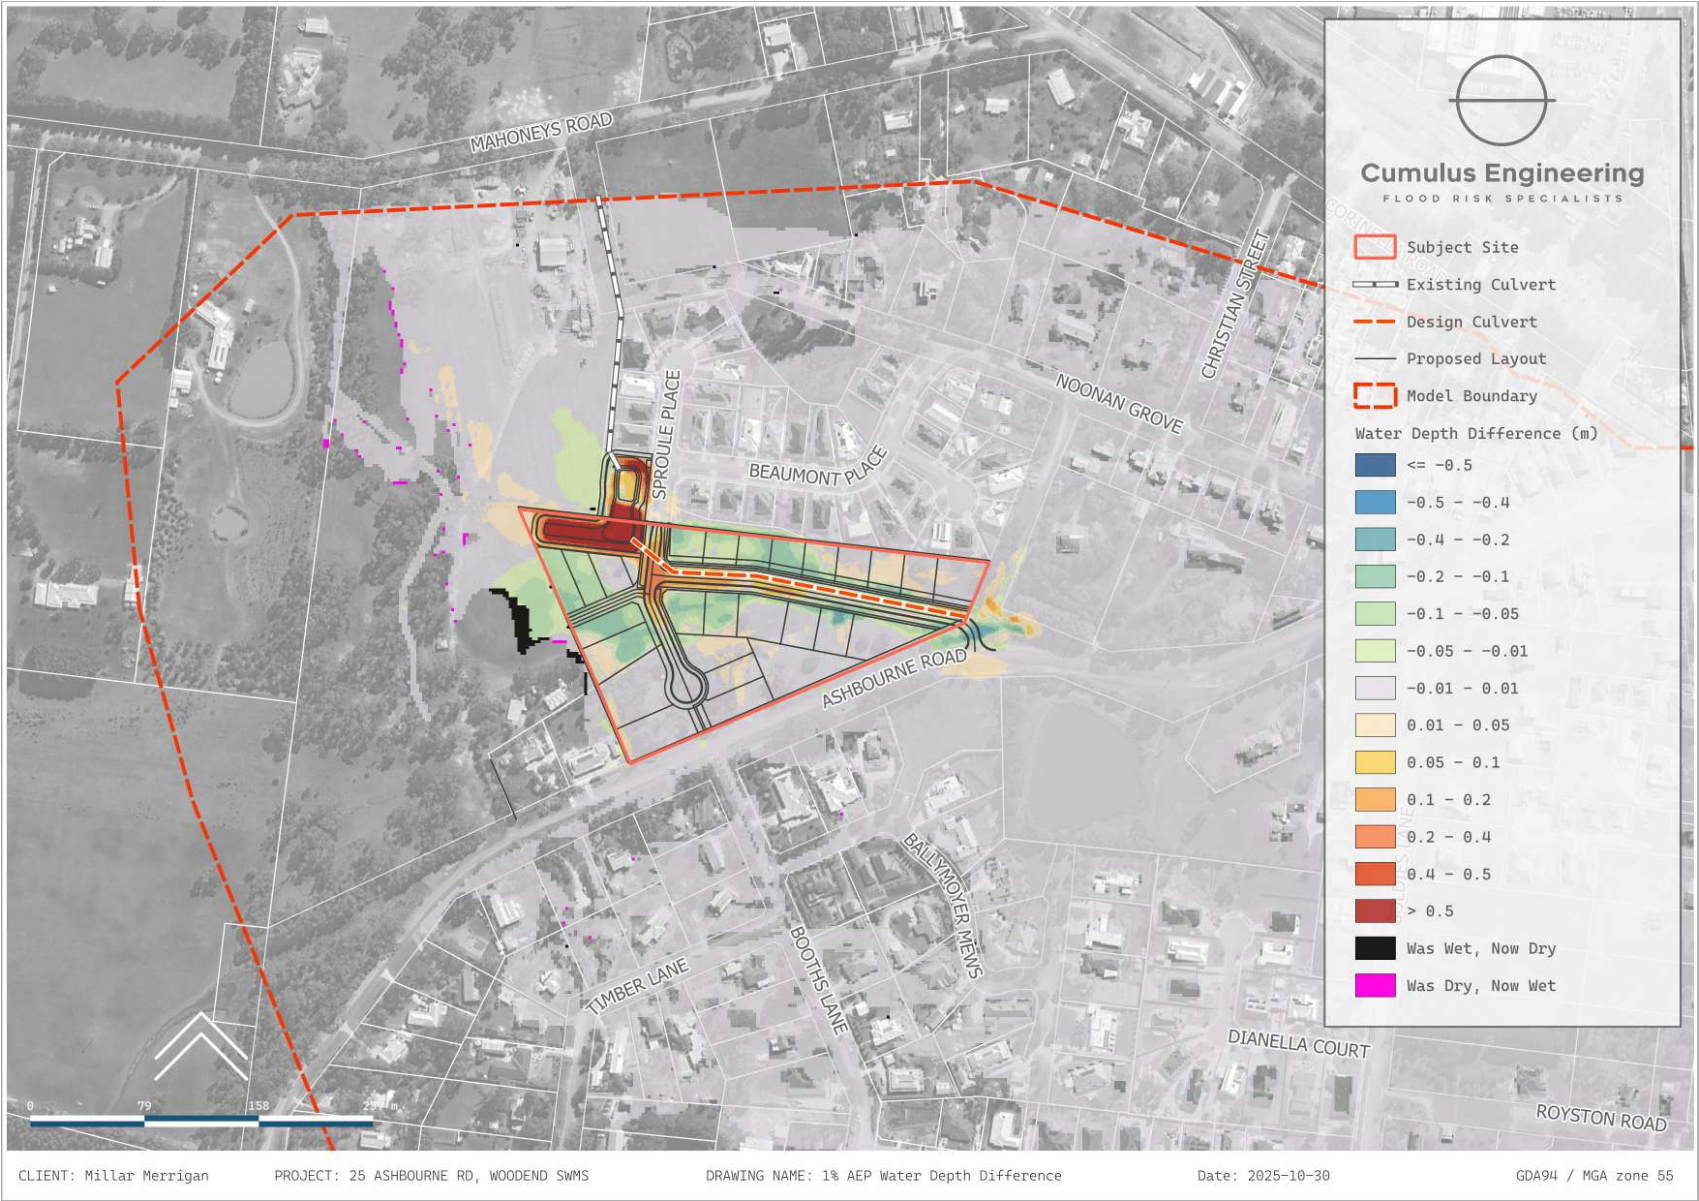 MAHONEYS ROAD
CHRISTIAN STREET
NOONAN GROVE
SPROULE PLACE
BEAUMONT PLACE
ASHBOURNE ROAD
BALLYMOYER MEWS
BOOTHS LANE
TIMBER LANE
DIANELLA COURT
ROYSTON ROAD
Cumulus Engineering
FLOOD RISK SPECIALISTS
Subject Site
Existing Culvert
Design Culvert
Proposed Layout
Model Boundary
Water Depth Difference (m)
<= -0.5
-0.5 - -0.4
-0.4 - -0.2
-0.2 - -0.1
-0.1 - -0.05
-0.05 - -0.01
-0.01 - 0.01
0.01 - 0.05
0.05 - 0.1
0.1 - 0.2
0.2 - 0.4
0.4 - 0.5
> 0.5
Was Wet, Now Dry
Was Dry, Now Wet
0 79 158 m
CLIENT: Millar Merrigan PROJECT: 25 ASHBOURNE RD, WOODEND SWMS DRAWING NAME: 1% AEP Water Depth Difference Date: 2025-10-30 GDA94 / MGA zone 55